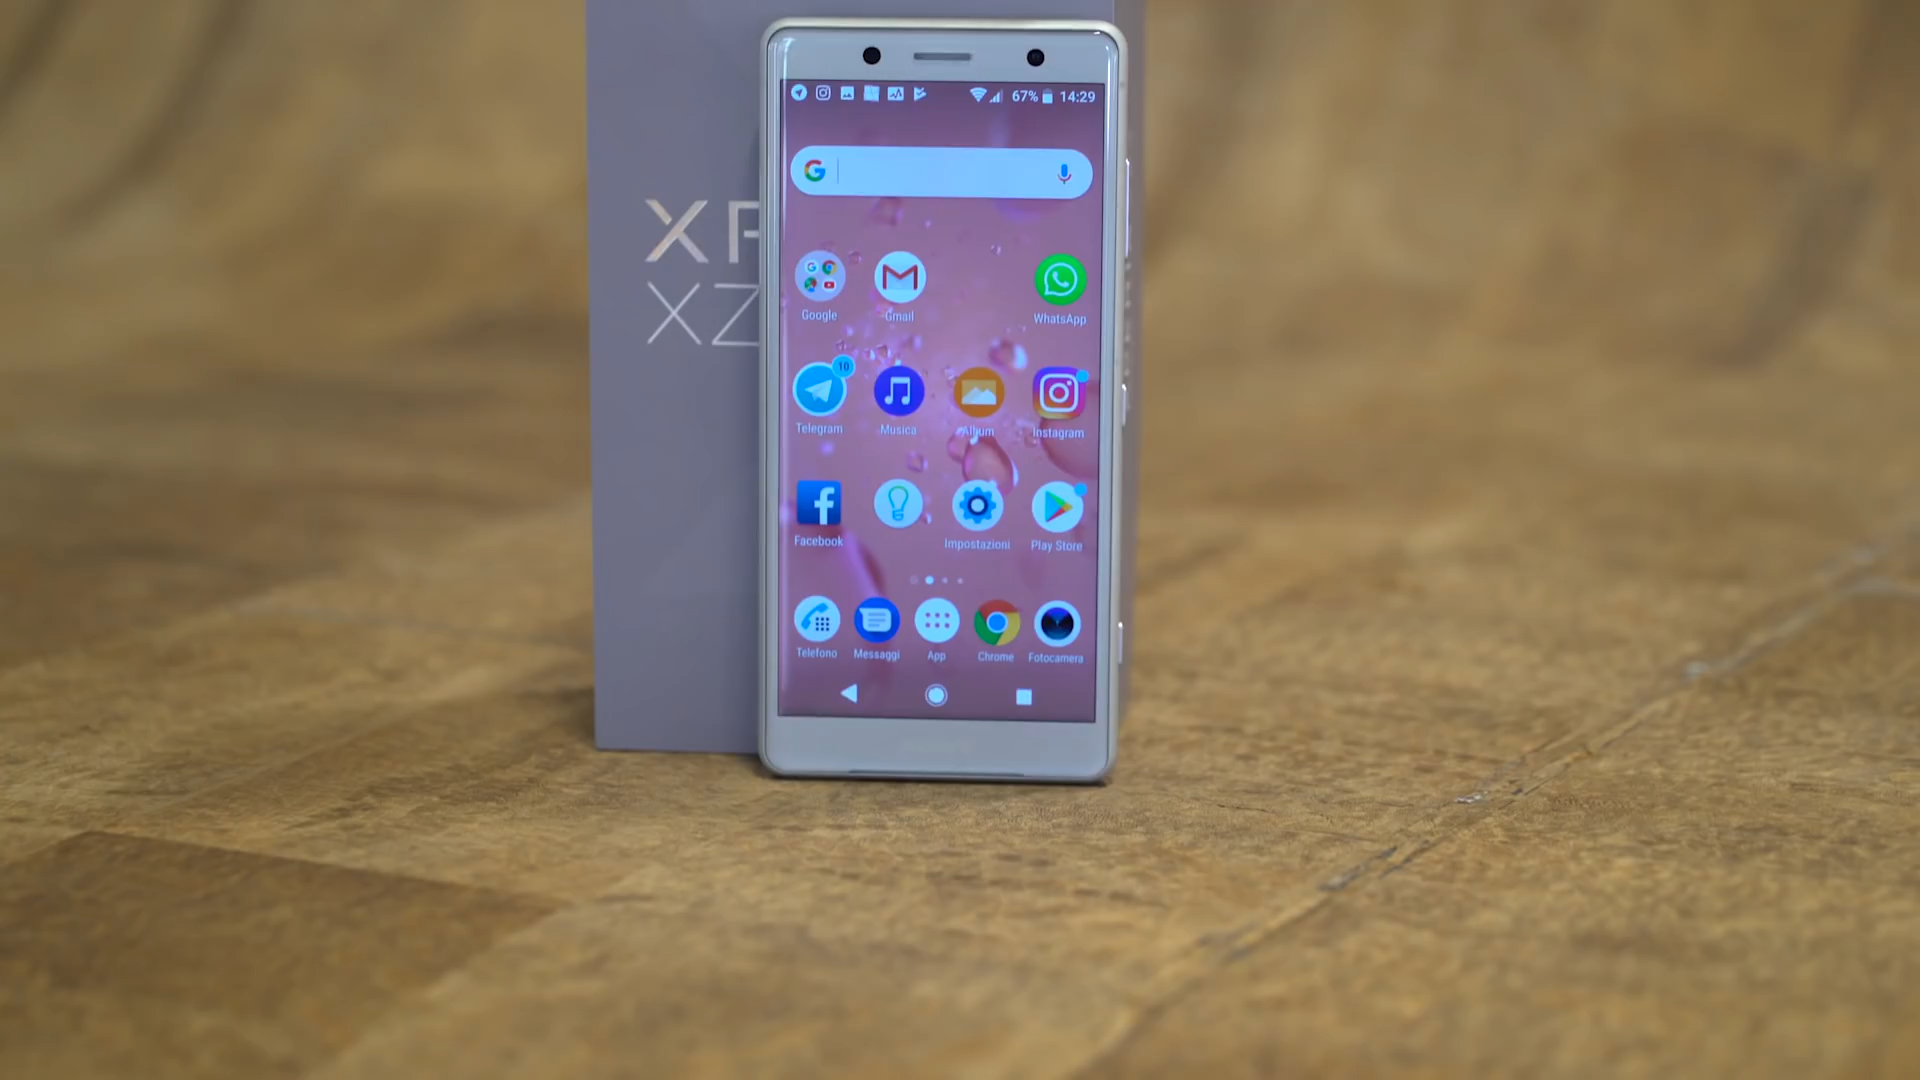 XP
XZ
67% 14:29
Google Gmail WhatsApp
10
Telegram Musica Album Instagram
Facebook Impostazioni Play Store
Telefono Messaggi App Chrome Fotocamera